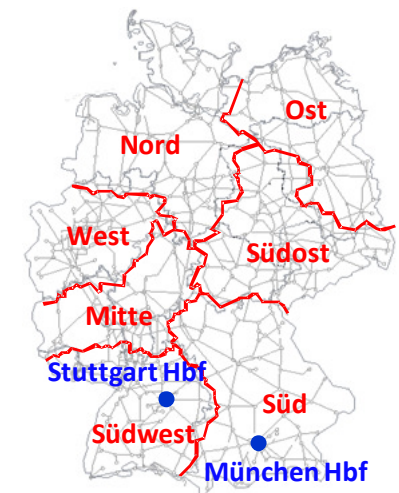 Ost
Nord
West
Südost
Mitte
Stuttgart Hbf
Süd
Südwest
München Hbf